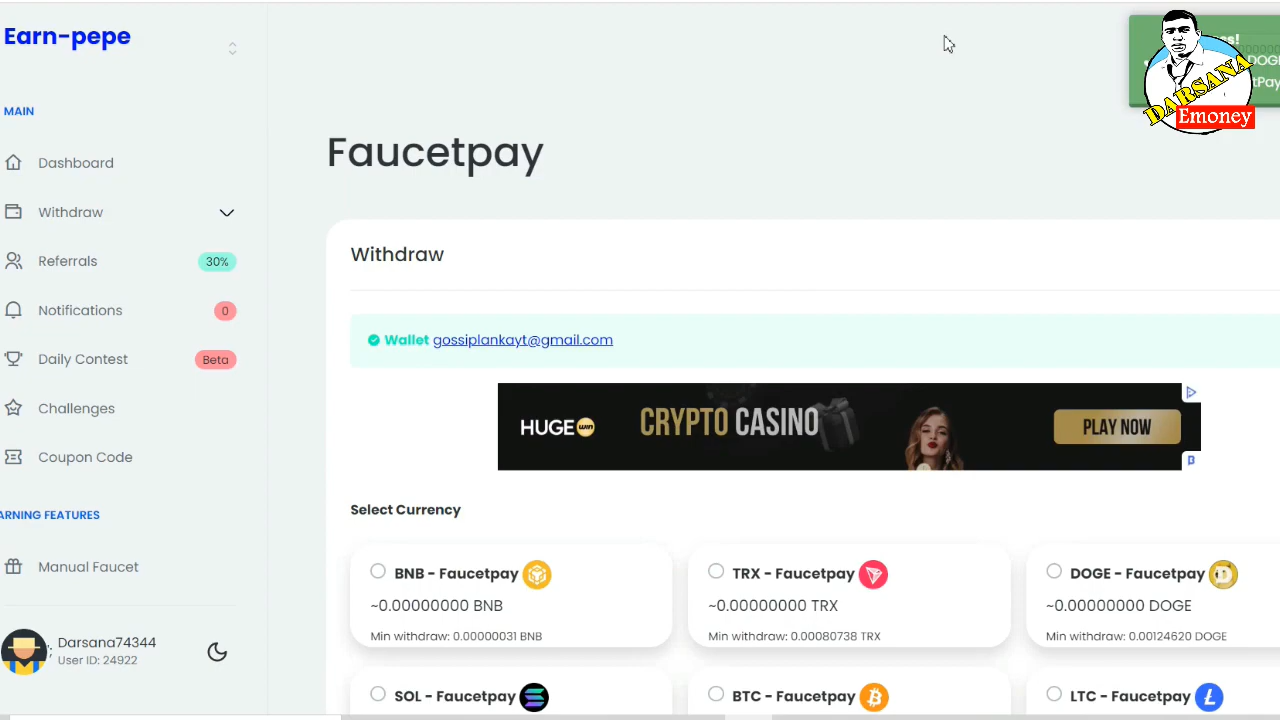 Earn-pepe
MAIN
Dashboard
Withdraw
Referrals 30%
Notifications 0
Daily Contest Beta
Challenges
Coupon Code
ARNING FEATURES
Manual Faucet
Darsana74344
User ID: 24922
Faucetpay
Withdraw
Wallet gossiplankayt@gmail.com
HUGE win CRYPTO CASINO PLAY NOW
Select Currency
BNB - Faucetpay
~0.00000000 BNB
Min withdraw: 0.00000031 BNB
TRX - Faucetpay
~0.00000000 TRX
Min withdraw: 0.00080738 TRX
DOGE - Faucetpay
~0.00000000 DOGE
Min withdraw: 0.00124620 DOGE
SOL - Faucetpay
BTC - Faucetpay
LTC - Faucetpay
DARSANA
Emoney